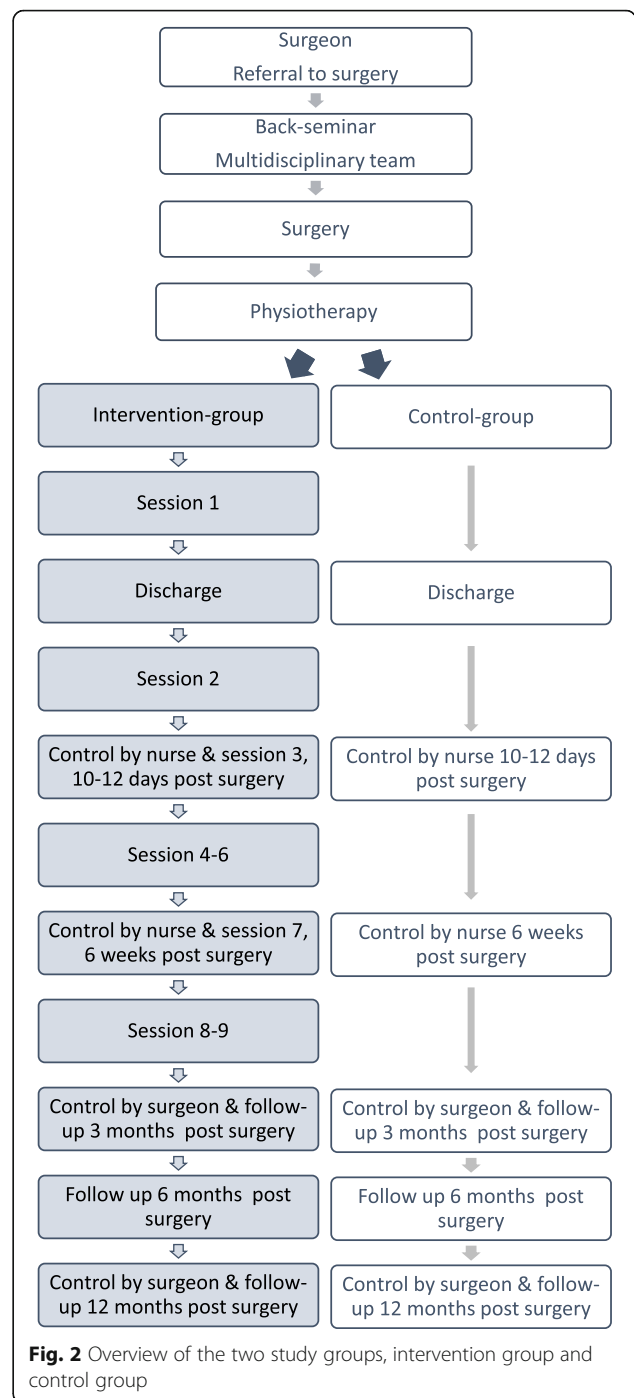 Surgeon
Referral to surgery
Back-seminar
Multidisciplinary team
Surgery
Physiotherapy
Intervention-group
Control-group
Session 1
Discharge
Discharge
Session 2
Control by nurse & session 3,
10-12 days post surgery
Control by nurse 10-12 days
post surgery
Session 4-6
Control by nurse & session 7,
6 weeks post surgery
Control by nurse 6 weeks
post surgery
Session 8-9
Control by surgeon & follow-
up 3 months  post surgery
Control by surgeon & follow-
up 3 months  post surgery
Follow up 6 months  post
surgery
Follow up 6 months  post
surgery
Control by surgeon & follow-
up 12 months post surgery
Control by surgeon & follow-
up 12 months post surgery
Fig. 2 Overview of the two study groups, intervention group and
control group